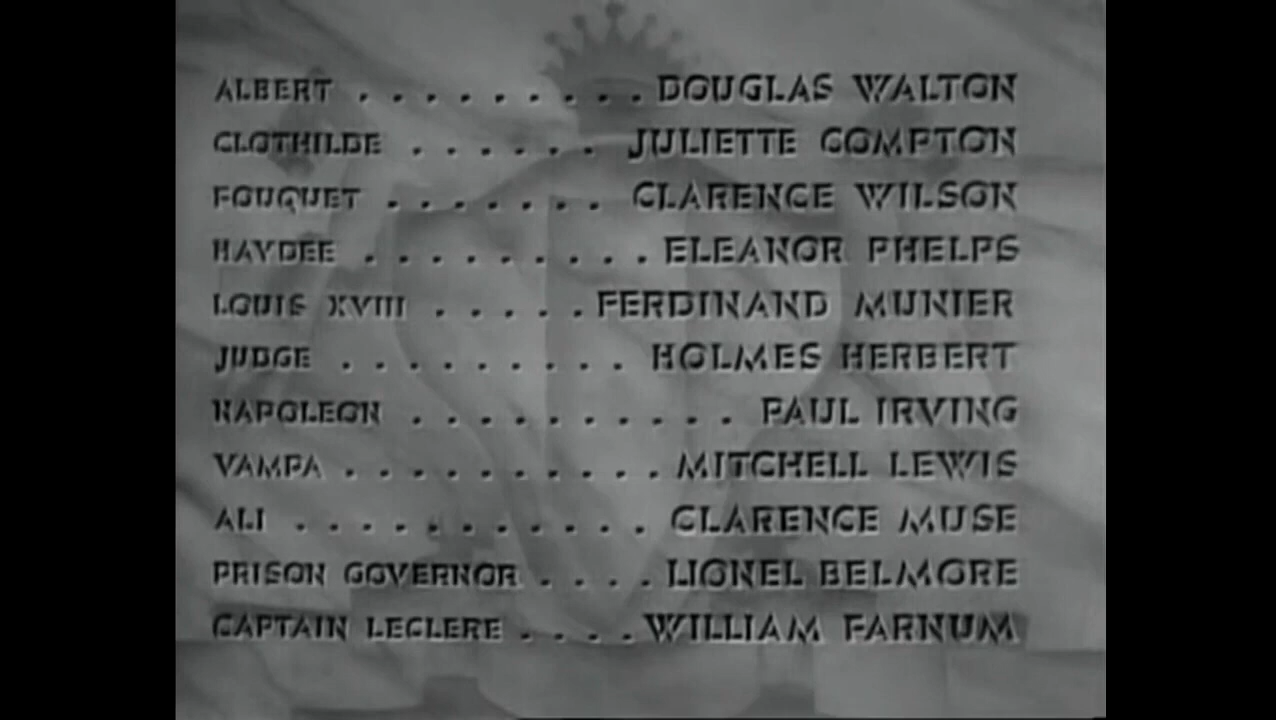 ALBERT . . . . . . . . . DOUGLAS WALTON
CLOTHILDE . . . . . . JULIETTE COMPTON
FOUQUET . . . . . . . CLARENCE WILSON
HAYDEE . . . . . . . . . ELEANOR PHELPS
LOUIS XVIII . . . . . FERDINAND MUNIER
JUDGE . . . . . . . . . HOLMES HERBERT
NAPOLEON . . . . . . . . . . PAUL IRVING
VAMPA . . . . . . . . . . MITCHELL LEWIS
ALI . . . . . . . . . . . CLARENCE MUSE
PRISON GOVERNOR . . . . LIONEL BELMORE
CAPTAIN LECLERE . . . . WILLIAM FARNUM